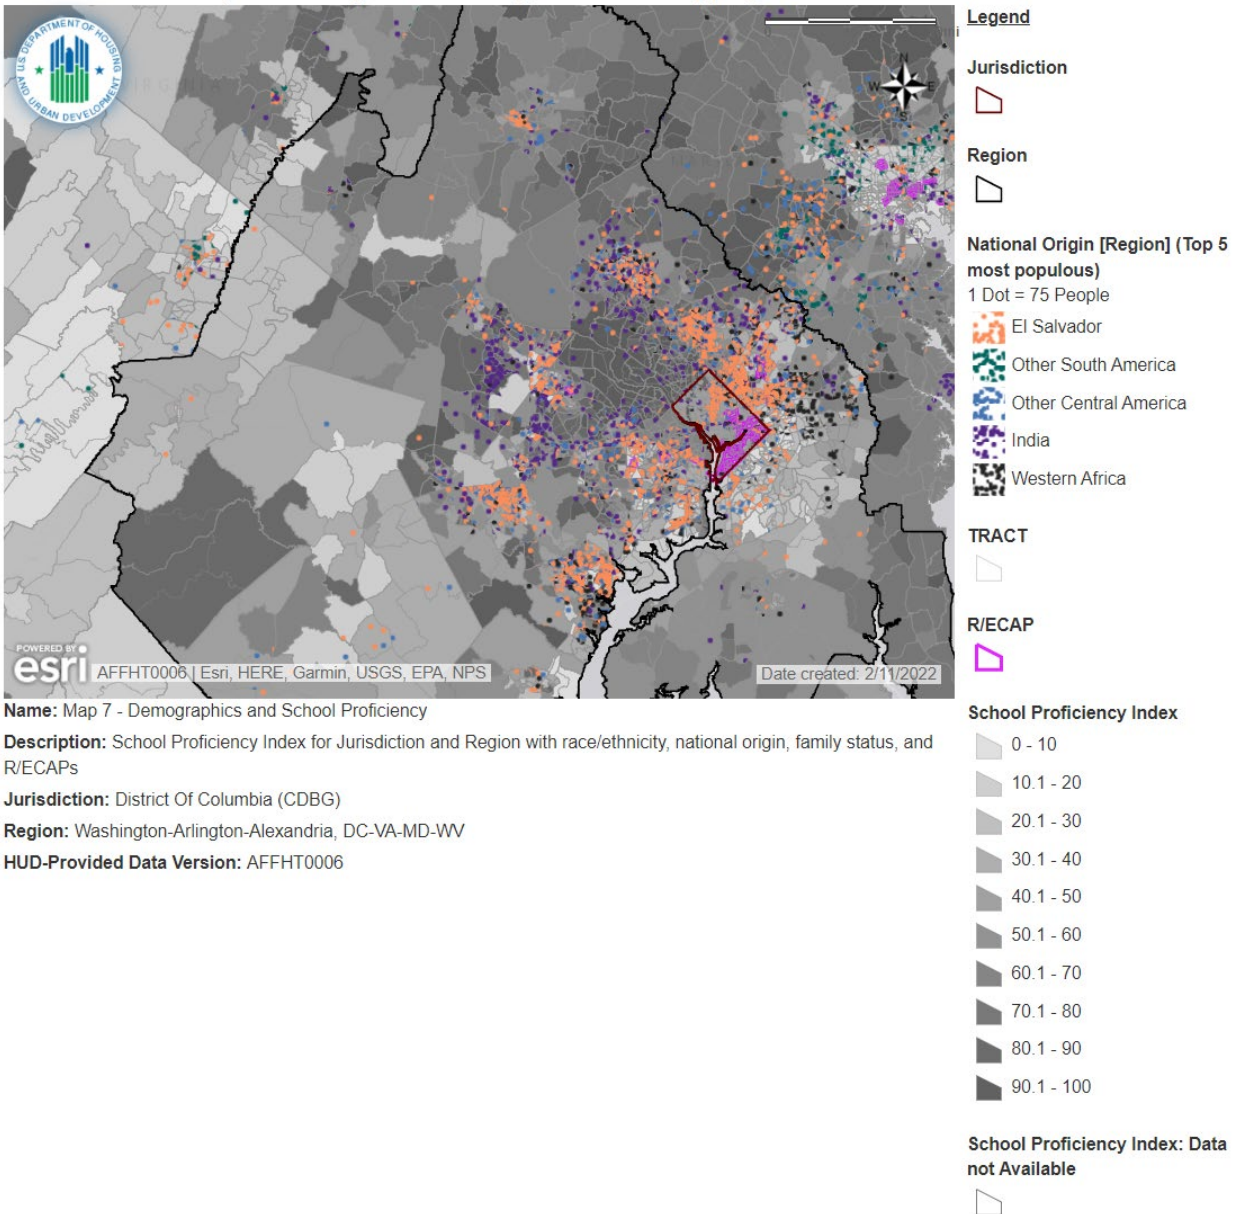 U.S. DEPARTMENT OF HOUSING
AND URBAN DEVELOPMENT
N
W E
S
POWERED BY
esri
AFFHT0006 | Esri, HERE, Garmin, USGS, EPA, NPS
Date created: 2/11/2022
Name: Map 7 - Demographics and School Proficiency
Description: School Proficiency Index for Jurisdiction and Region with race/ethnicity, national origin, family status, and
R/ECAPs
Jurisdiction: District Of Columbia (CDBG)
Region: Washington-Arlington-Alexandria, DC-VA-MD-WV
HUD-Provided Data Version: AFFHT0006
Legend
Jurisdiction
Region
National Origin [Region] (Top 5
most populous)
1 Dot = 75 People
El Salvador
Other South America
Other Central America
India
Western Africa
TRACT
R/ECAP
School Proficiency Index
0 - 10
10.1 - 20
20.1 - 30
30.1 - 40
40.1 - 50
50.1 - 60
60.1 - 70
70.1 - 80
80.1 - 90
90.1 - 100
School Proficiency Index: Data
not Available